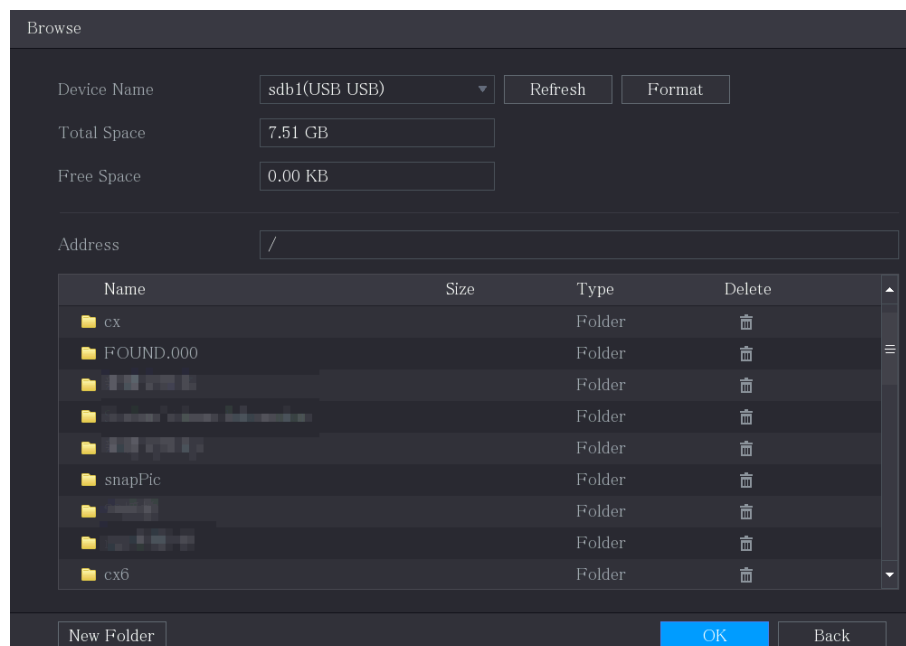 Browse
Device Name sdb1(USB USB) Refresh Format
Total Space 7.51 GB
Free Space 0.00 KB
Address /
Name Size Type Delete
cx Folder
FOUND.000 Folder
Folder
Folder
Folder
snapPic Folder
Folder
Folder
cx6 Folder
New Folder OK Back